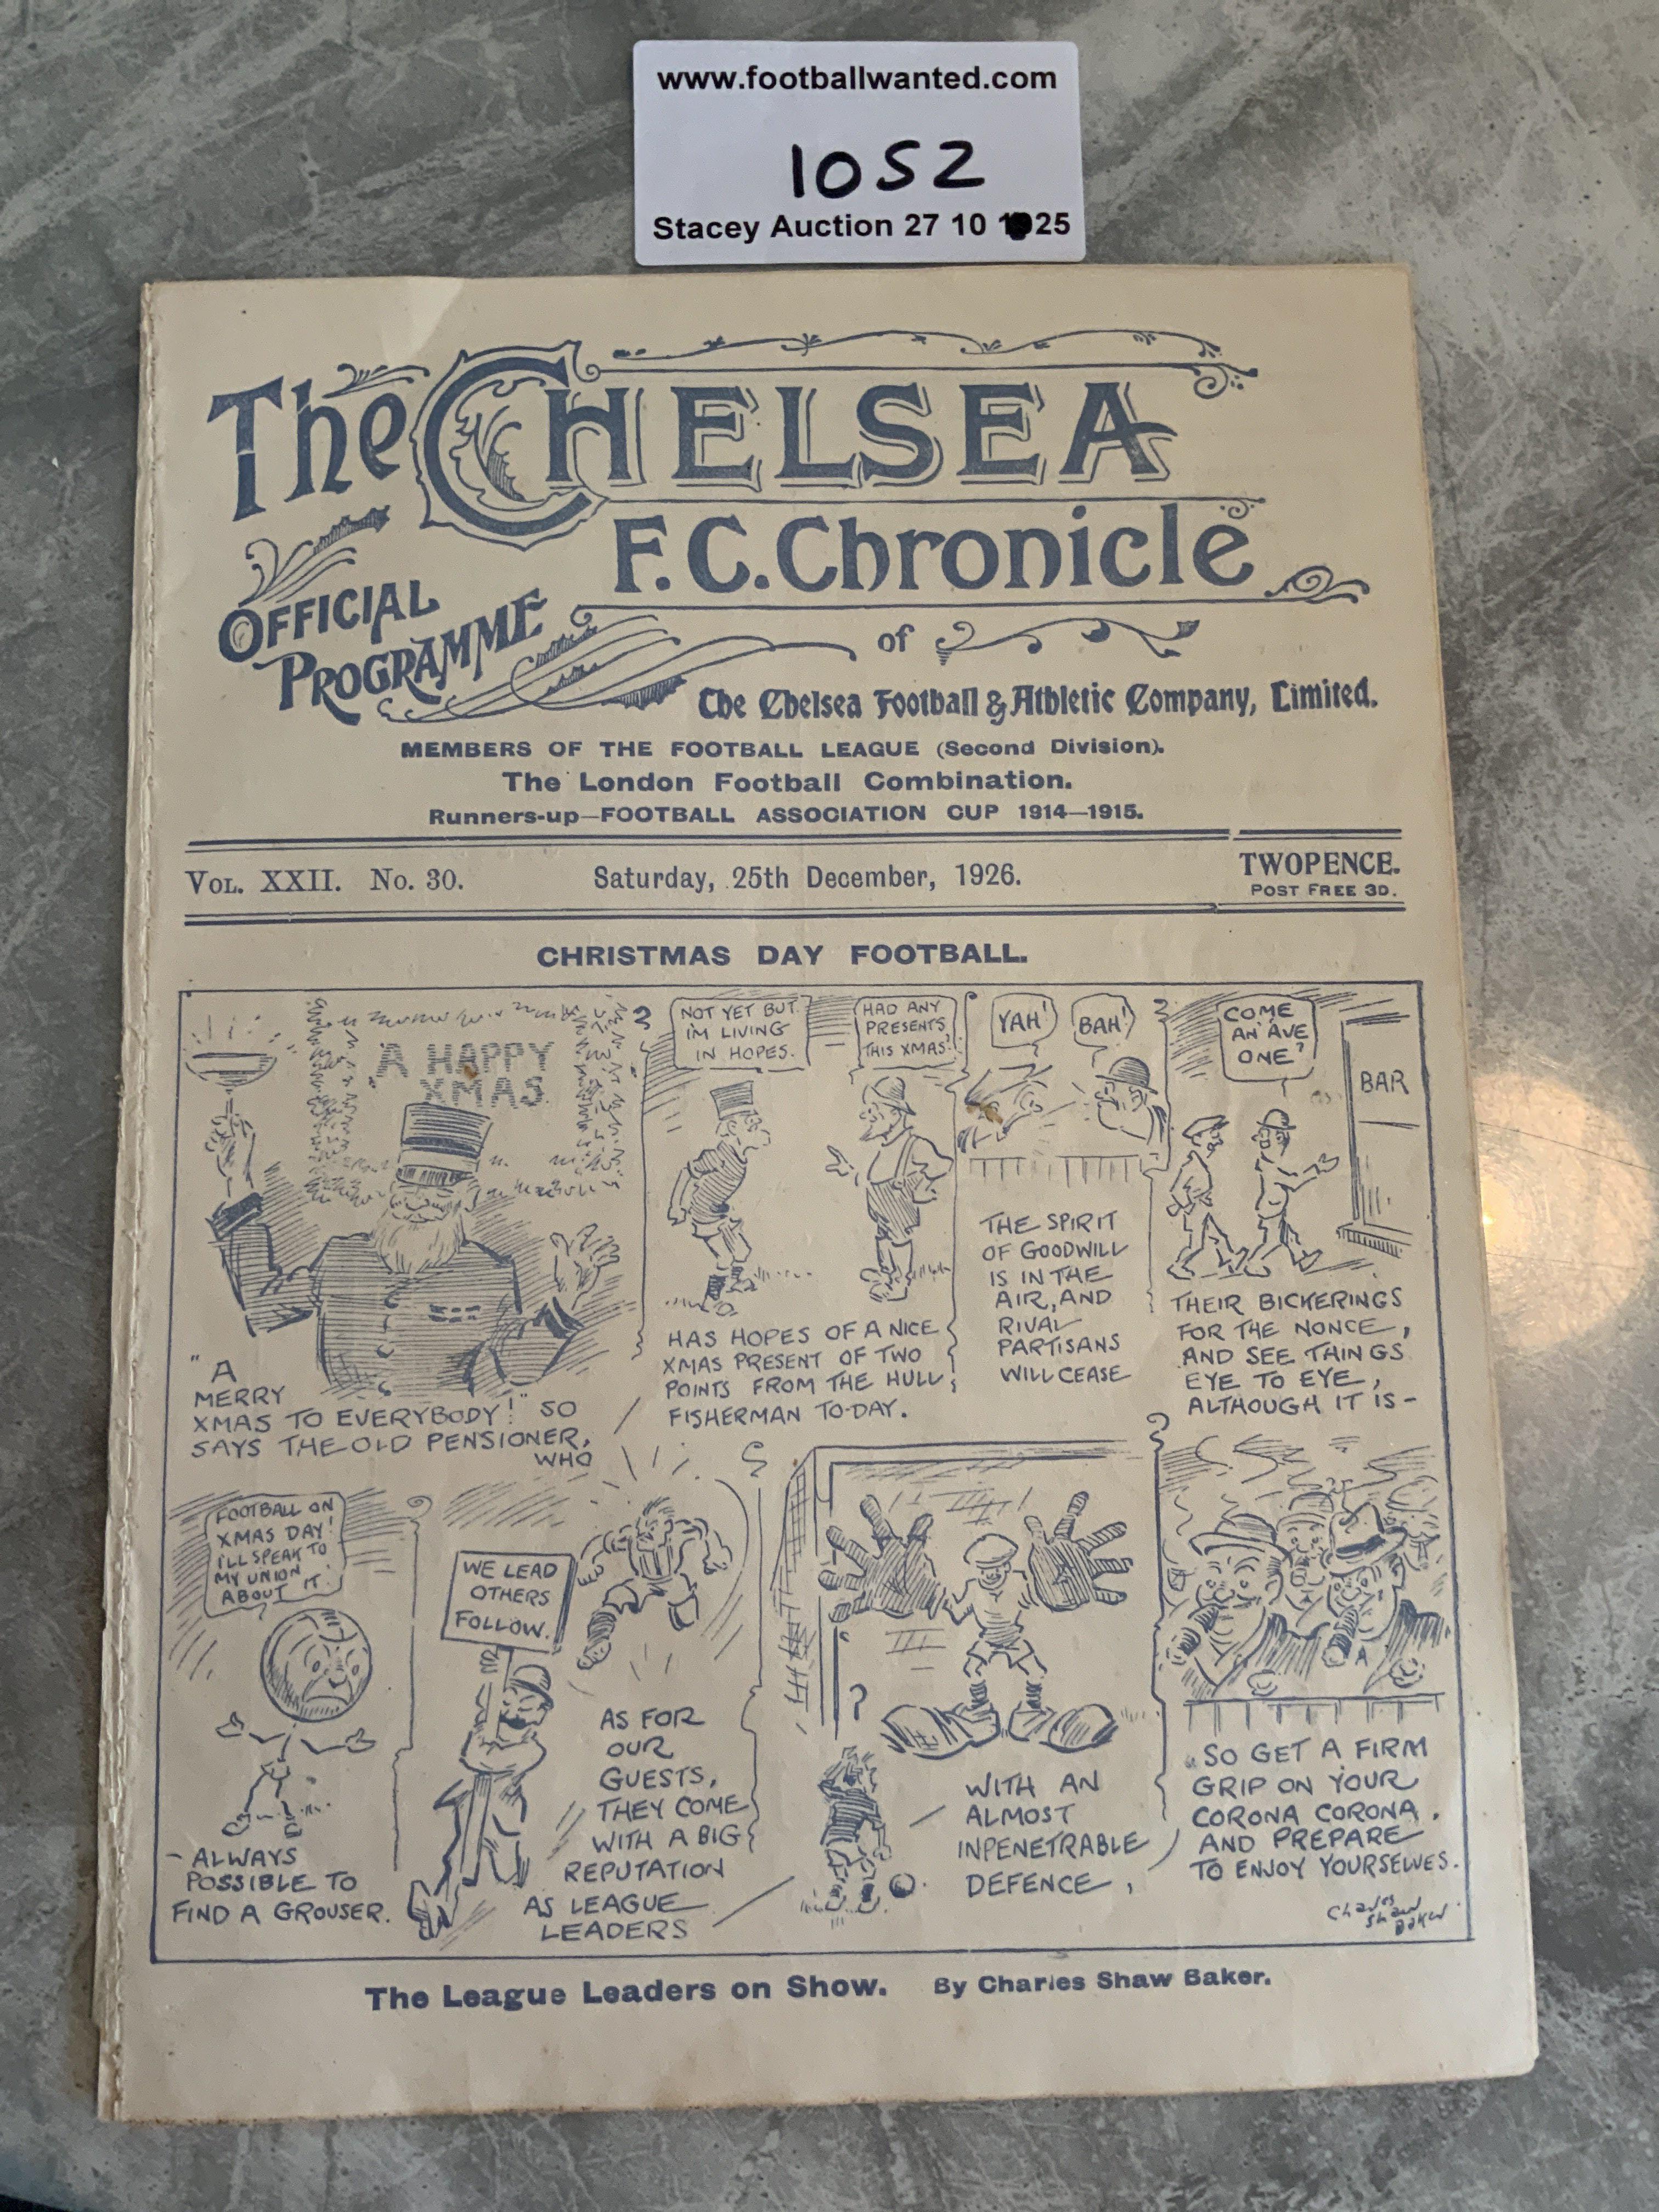 www.footballwanted.com
1052
Stacey Auction 27 10 25
The CHELSEA
F.C. Chronicle
OFFICIAL
PROGRAMME
of
The Chelsea Football & Athletic Company, Limited.
MEMBERS OF THE FOOTBALL LEAGUE (Second Division).
The London Football Combination.
Runners-up—FOOTBALL ASSOCIATION CUP 1914—1915.
VOL. XXII. No. 30.
Saturday, 25th December, 1926.
TWOPENCE.
POST FREE 3D.
CHRISTMAS DAY FOOTBALL.
"A HAPPY
XMAS.
"A
MERRY
XMAS TO EVERYBODY!" SO
SAYS THE OLD PENSIONER,
WHO
NOT YET BUT
I'M LIVING
IN HOPES.
HAD ANY
PRESENTS
THIS XMAS?
HAS HOPES OF A NICE
XMAS PRESENT OF TWO
POINTS FROM THE HULL
FISHERMAN TO-DAY.
YAH!
BAH!
THE SPIRIT
OF GOODWILL
IS IN THE
AIR, AND
RIVAL
PARTISANS
WILL CEASE
COME
AN' AVE
ONE?
BAR
THEIR BICKERINGS
FOR THE NONCE,
AND SEE THINGS
EYE TO EYE,
ALTHOUGH IT IS -
FOOTBALL ON
XMAS DAY!
I'LL SPEAK TO
MY UNION
ABOUT IT!
- ALWAYS
POSSIBLE TO
FIND A GROUSER.
WE LEAD
OTHERS
FOLLOW.
AS FOR
OUR
GUESTS,
THEY COME
WITH A BIG
REPUTATION
AS LEAGUE
LEADERS
?
WITH AN
ALMOST
INPENETRABLE
DEFENCE,
SO GET A FIRM
GRIP ON YOUR
CORONA CORONA.
AND PREPARE
TO ENJOY YOURSELVES.
Charles
Shaw
Baker
The League Leaders on Show. By Charles Shaw Baker.